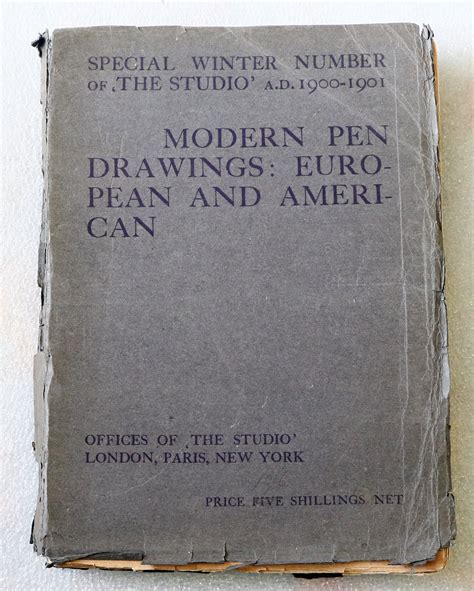 SPECIAL WINTER NUMBER
OF ‚THE STUDIO' A.D. 1900-1901
MODERN PEN
DRAWINGS: EURO-
PEAN AND AMERI-
CAN
OFFICES OF ‚THE STUDIO'
LONDON, PARIS, NEW YORK
PRICE FIVE SHILLINGS NET